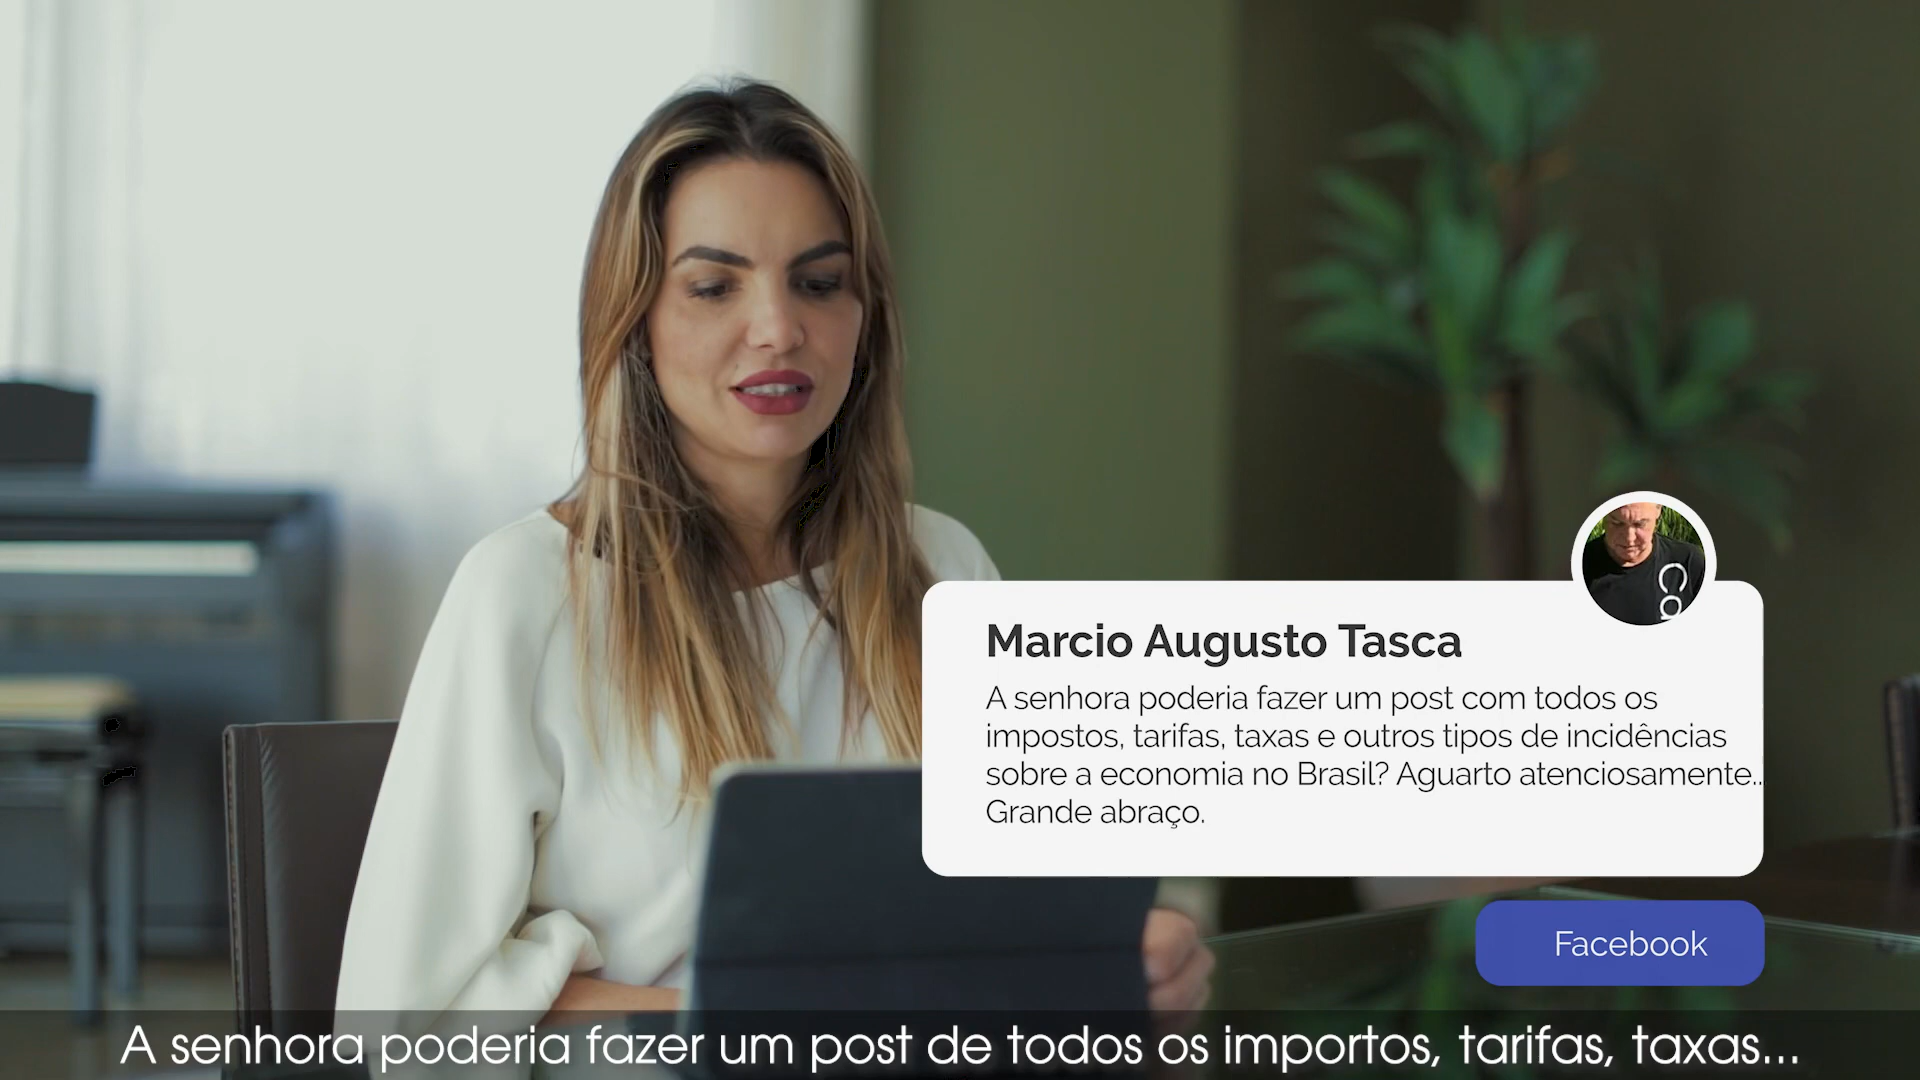 Co
Marcio Augusto Tasca
A senhora poderia fazer um post com todos os
impostos, tarifas, taxas e outros tipos de incidências
sobre a economia no Brasil? Aguarto atenciosamente..
Grande abraço.
Facebook
A senhora poderia fazer um post de todos os importos, tarifas, taxas...